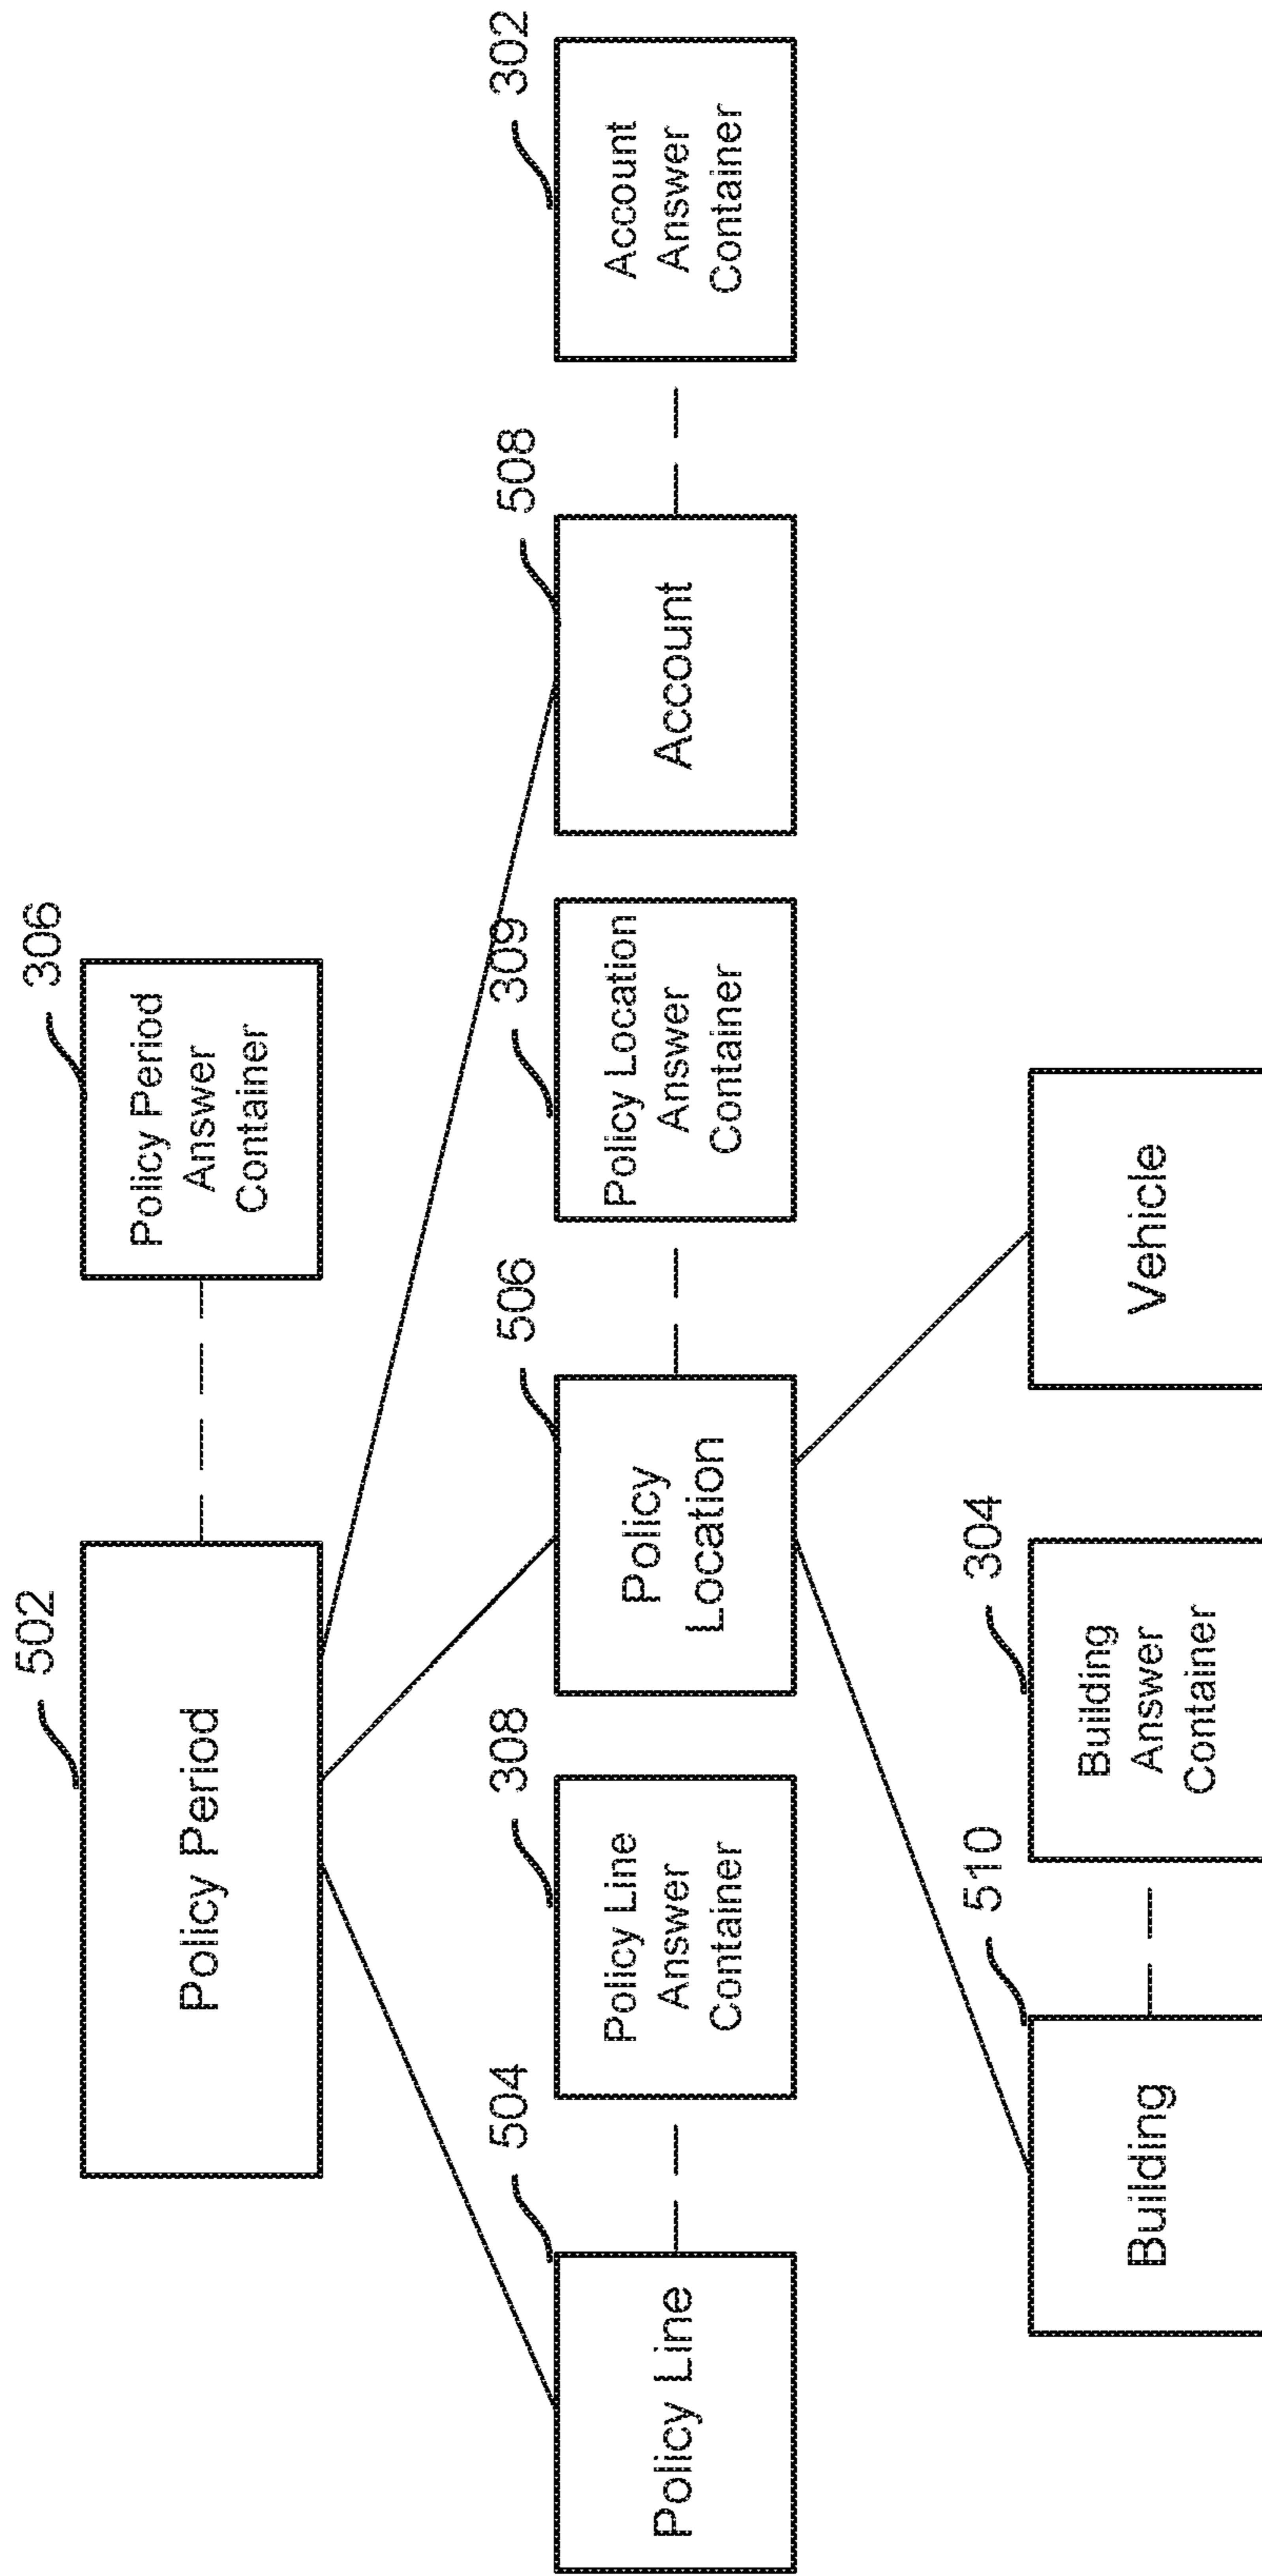 502
306
Policy Period
Policy Period
Answer
Container
504
308
506
309
508
302
Policy Line
Policy Line
Answer
Container
Policy
Location
Policy Location
Answer
Container
Account
Account
Answer
Container
510
304
Building
Building
Answer
Container
Vehicle